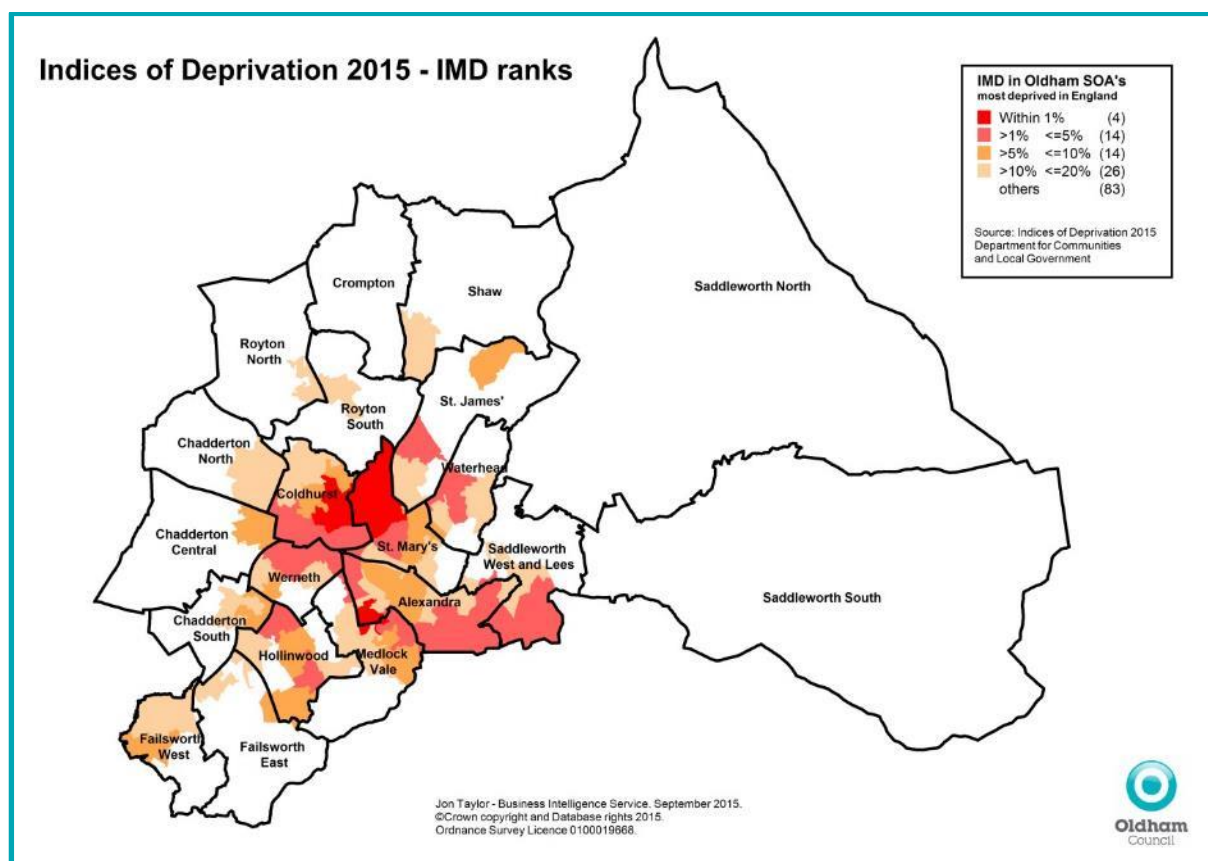 Indices of Deprivation 2015 - IMD ranks
IMD in Oldham SOA's
most deprived in England
Within 1% (4)
>1% <=5% (14)
>5% <=10% (14)
>10% <=20% (26)
others (83)
Source: Indices of Deprivation 2015
Department for Communities
and Local Government
Crompton
Shaw
Saddleworth North
Royton
North
Royton
South
St. James'
Chadderton
North
Waterhead
Coldhurst
Chadderton
Central
St. Mary's
Saddleworth
West and Lees
Werneth
Saddleworth South
Alexandra
Chadderton
South
Hollinwood
Medlock
Vale
Failsworth
West
Failsworth
East
Jon Taylor - Business Intelligence Service. September 2015.
©Crown copyright and Database rights 2015.
Ordnance Survey Licence 0100019668.
Oldham
Council